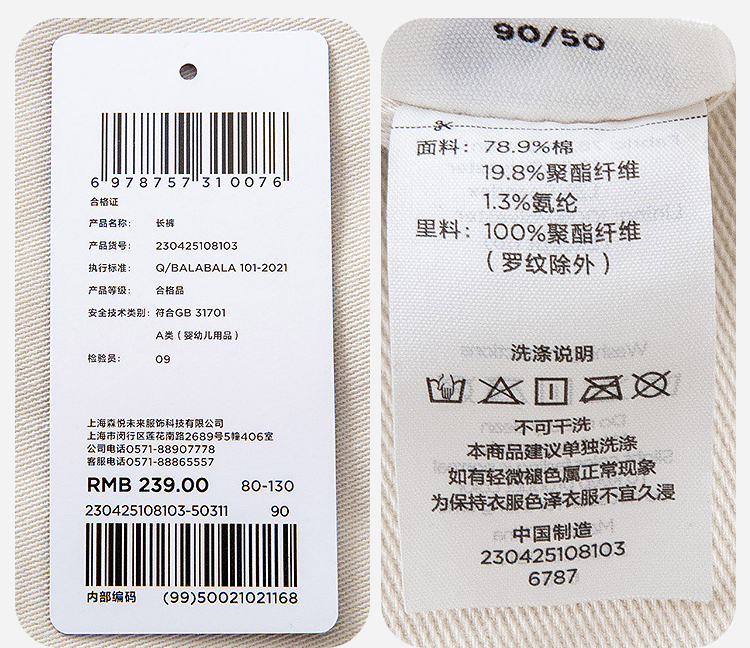 6 978757 310076
合格证
产品名称: 长裤
产品货号: 230425108103
执行标准: Q/BALABALA 101-2021
产品等级: 合格品
安全技术类别: 符合GB 31701
A类（婴幼儿用品）
检验员: 09
上海森悦未来服饰科技有限公司
上海市闵行区莲花南路2689号5幢406室
公司电话0571-88907778
客服电话0571-88865557
RMB 239.00 80-130
230425108103-50311 90
内部编码 (99)50021021168
90/50
面料: 78.9%棉
19.8%聚酯纤维
1.3%氨纶
里料: 100%聚酯纤维
（罗纹除外）
洗涤说明
不可干洗
本商品建议单独洗涤
如有轻微褪色属正常现象
为保持衣服色泽衣服不宜久浸
中国制造
230425108103
6787